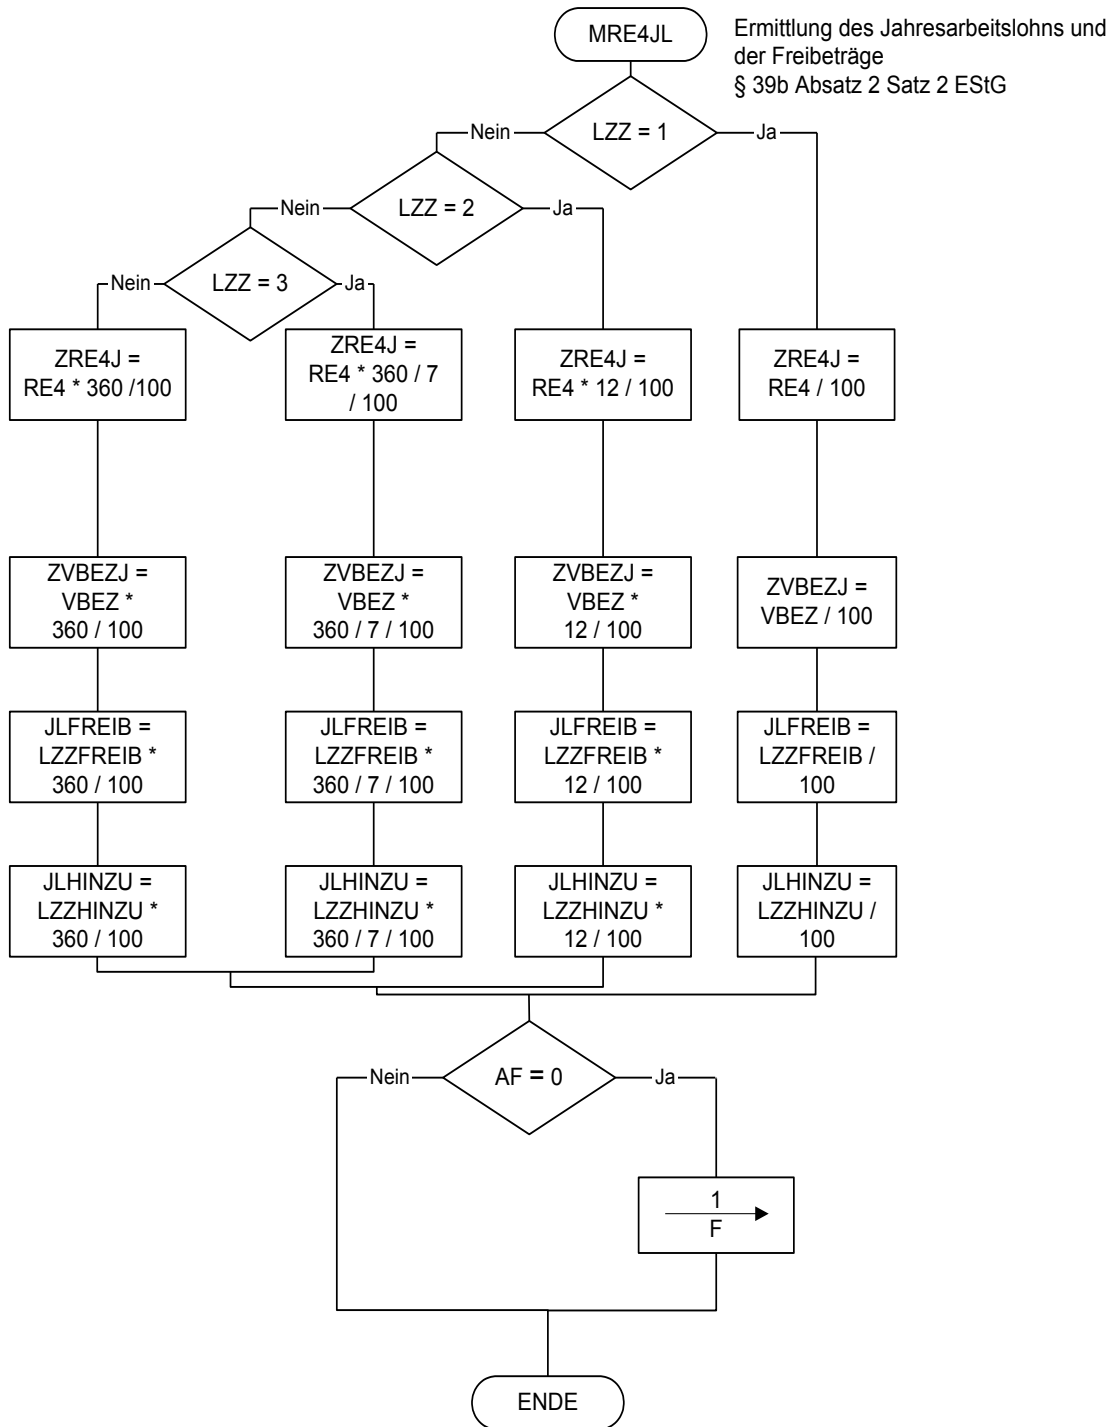 MRE4JL
Ermittlung des Jahresarbeitslohns und
der Freibeträge
§ 39b Absatz 2 Satz 2 EStG
Nein
LZZ = 1
Ja
Nein
LZZ = 2
Ja
Nein
LZZ = 3
Ja
ZRE4J =
RE4 * 360 /100
ZRE4J =
RE4 * 360 / 7
/ 100
ZRE4J =
RE4 * 12 / 100
ZRE4J =
RE4 / 100
ZVBEZJ =
VBEZ *
360 / 100
ZVBEZJ =
VBEZ *
360 / 7 / 100
ZVBEZJ =
VBEZ *
12 / 100
ZVBEZJ =
VBEZ / 100
JLFREIB =
LZZFREIB *
360 / 100
JLFREIB =
LZZFREIB *
360 / 7 / 100
JLFREIB =
LZZFREIB *
12 / 100
JLFREIB =
LZZFREIB /
100
JLHINZU =
LZZHINZU *
360 / 100
JLHINZU =
LZZHINZU *
360 / 7 / 100
JLHINZU =
LZZHINZU *
12 / 100
JLHINZU =
LZZHINZU /
100
Nein
AF = 0
Ja
1
F
ENDE